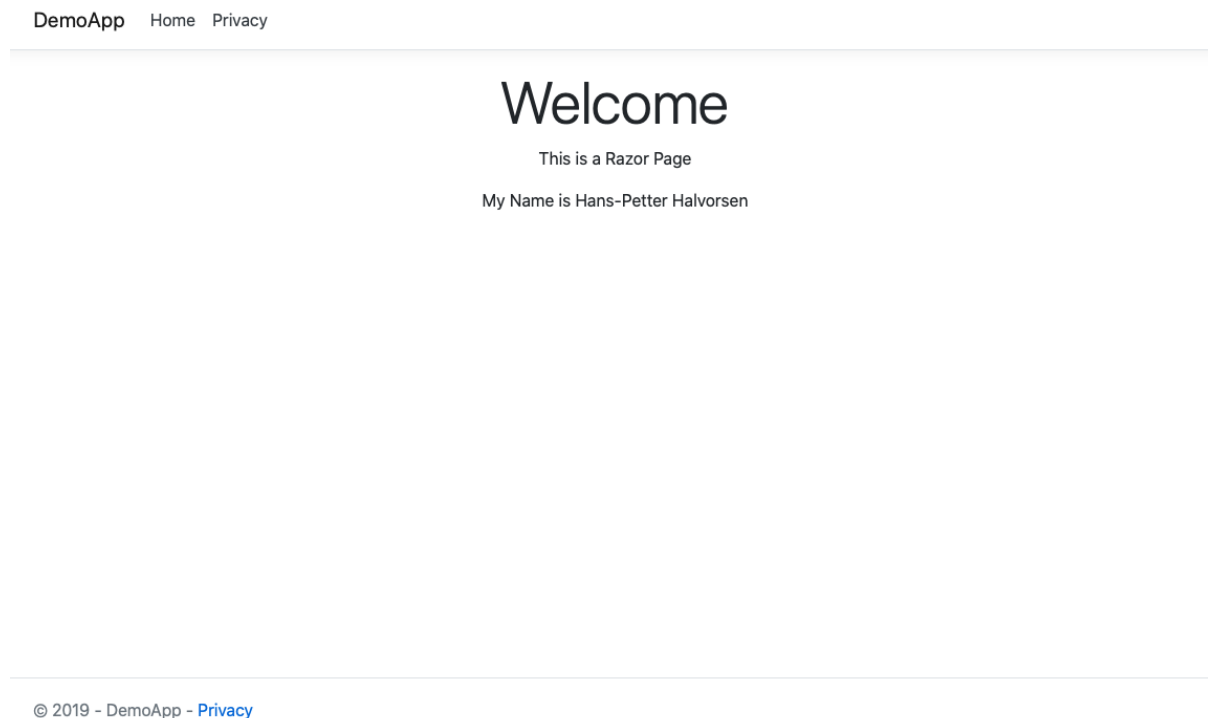 DemoApp Home Privacy
Welcome
This is a Razor Page
My Name is Hans-Petter Halvorsen
© 2019 - DemoApp - Privacy